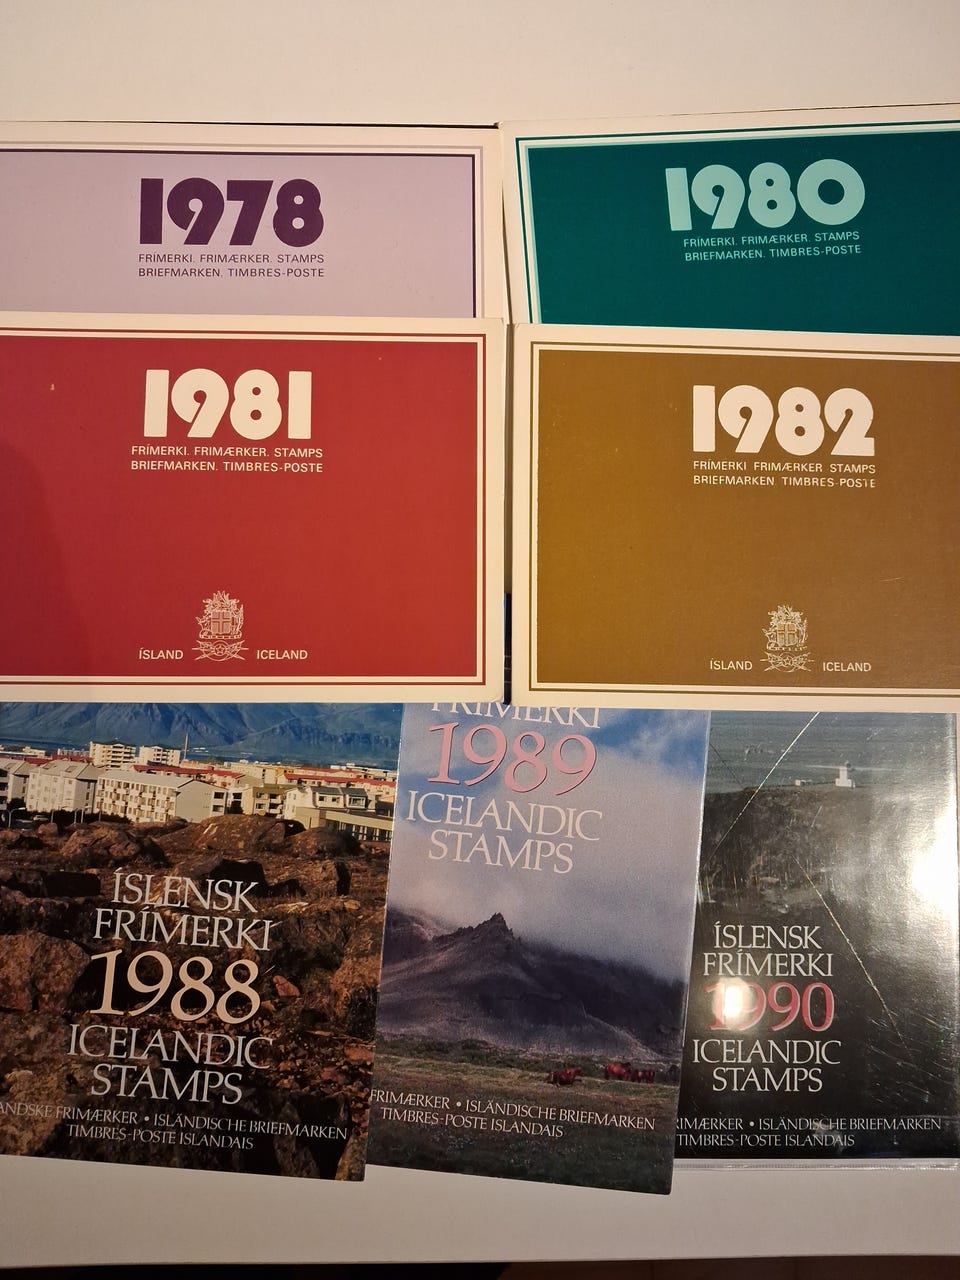 1978
FRÍMERKI. FRIMÆRKER. STAMPS
BRIEFMARKEN. TIMBRES-POSTE
1980
FRÍMERKI. FRIMÆRKER. STAMPS
BRIEFMARKEN. TIMBRES-POSTE
1981
FRÍMERKI. FRIMÆRKER. STAMPS
BRIEFMARKEN. TIMBRES-POSTE
ÍSLAND ICELAND
1982
FRÍMERKI FRIMÆRKER STAMPS
BRIEFMARKEN TIMBRES-POSTE
ÍSLAND ICELAND
ÍSLENSK
FRÍMERKI
1988
ICELANDIC
STAMPS
ANDSKE FRIMÆRKER • ISLÄNDISCHE BRIEFMARKEN
TIMBRES-POSTE ISLANDAIS
FRÍMERKI
1989
ICELANDIC
STAMPS
FRIMÆRKER • ISLÄNDISCHE BRIEFMARKEN
TIMBRES-POSTE ISLANDAIS
ÍSLENSK
FRÍMERKI
1990
ICELANDIC
STAMPS
RIMÆRKER • ISLÄNDISCHE BRIEFMARKEN
TIMBRES-POSTE ISLANDAIS